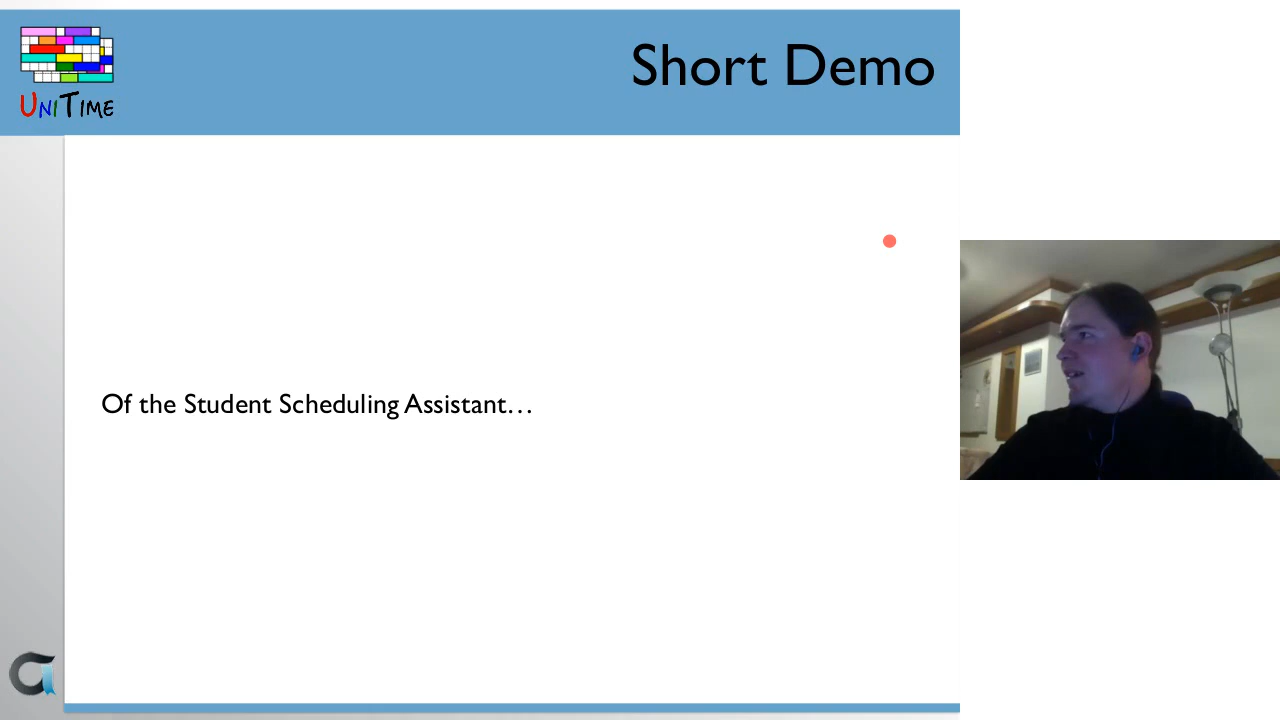 Short Demo
UNITIME
Of the Student Scheduling Assistant…